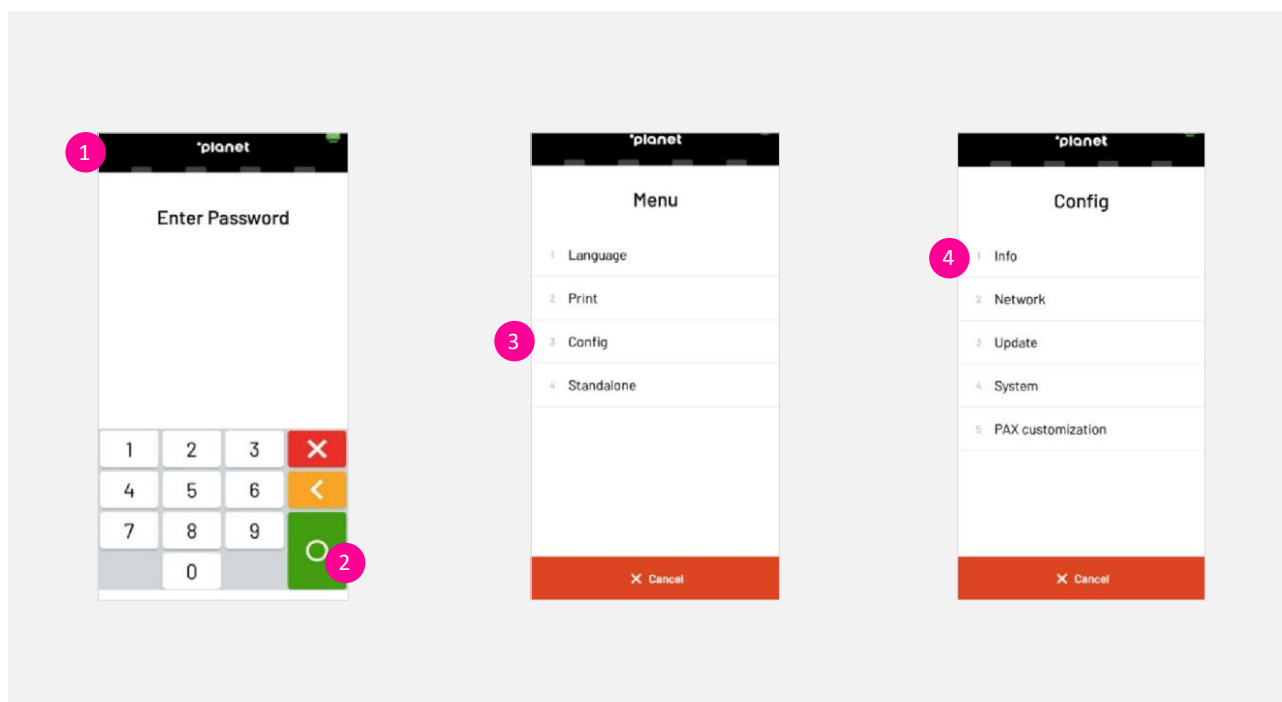 1
planet
Enter Password
1 2 3
4 5 6
7 8 9
0
2
planet
Menu
1 Language
2 Print
3
3 Config
4 Standalone
Cancel
planet
Config
4
1 Info
2 Network
3 Update
4 System
5 PAX customization
Cancel